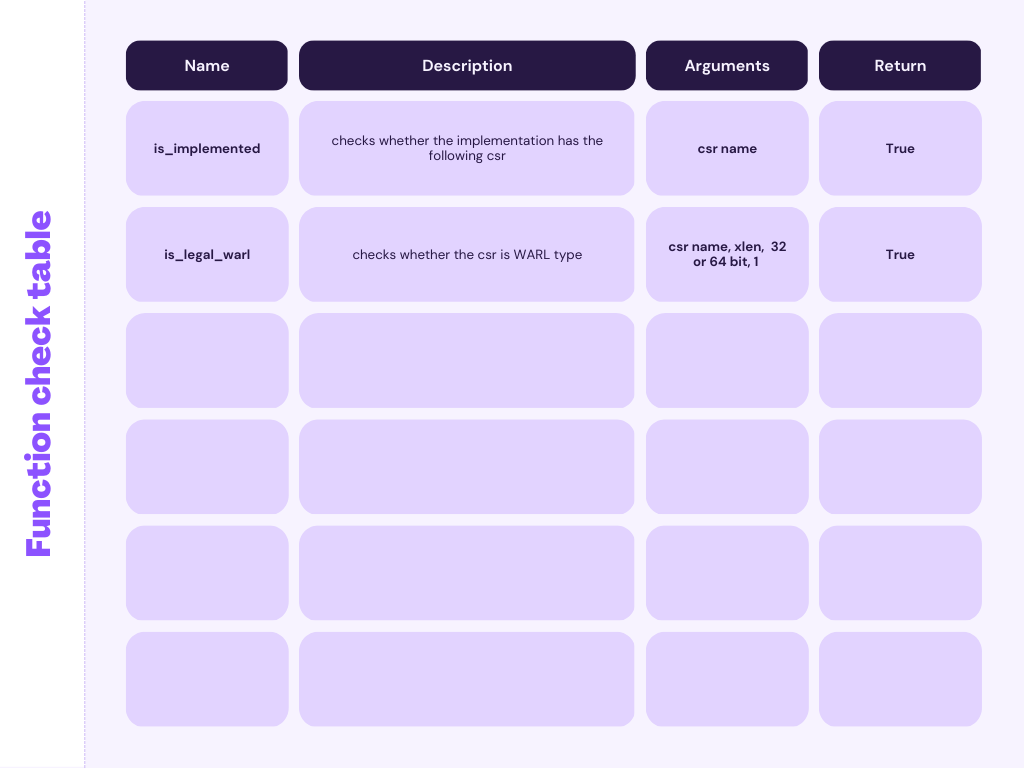 Function check table
Name
Description
Arguments
Return
is_implemented
checks whether the implementation has the
following csr
csr name
True
is_legal_warl
checks whether the csr is WARL type
csr name, xlen,  32
or 64 bit, 1
True